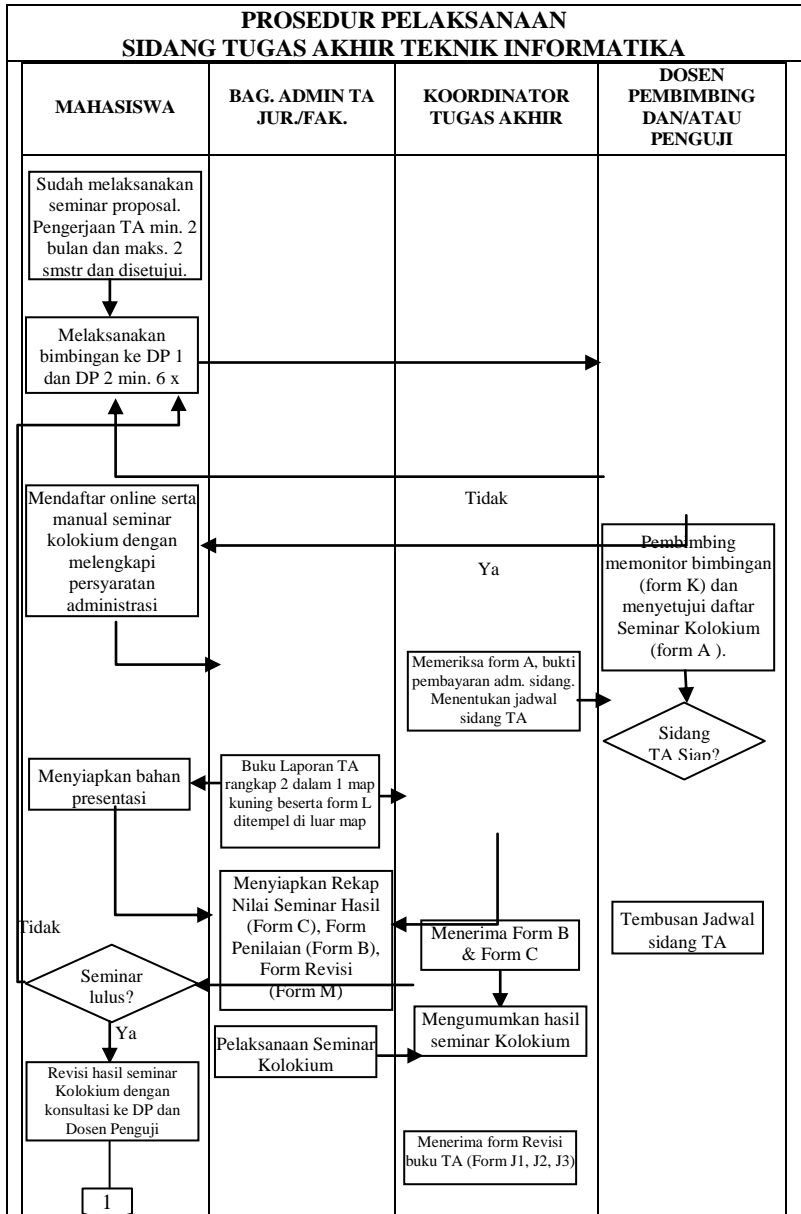 PROSEDUR PELAKSANAAN
SIDANG TUGAS AKHIR TEKNIK INFORMATIKA
MAHASISWA
BAG. ADMIN TA
JUR./FAK.
KOORDINATOR
TUGAS AKHIR
DOSEN
PEMBIMBING
DAN/ATAU
PENGUJI
Sudah melaksanakan
seminar proposal.
Pengerjaan TA min. 2
bulan dan maks. 2
smstr dan disetujui.
Melaksanakan
bimbingan ke DP 1
dan DP 2 min. 6 x
Tidak
Mendaftar online serta
manual seminar
kolokium dengan
melengkapi
persyaratan
administrasi
Ya
Pembimbing
memonitor bimbingan
(form K) dan
menyetujui daftar
Seminar Kolokium
(form A ).
Memeriksa form A, bukti
pembayaran adm. sidang.
Menentukan jadwal
sidang TA
Sidang
TA Siap?
Menyiapkan bahan
presentasi
Buku Laporan TA
rangkap 2 dalam 1 map
kuning beserta form L
ditempel di luar map
Menyiapkan Rekap
Nilai Seminar Hasil
(Form C), Form
Penilaian (Form B),
Form Revisi
(Form M)
Menerima Form B
& Form C
Tembusan Jadwal
sidang TA
Tidak
Seminar
lulus?
Ya
Pelaksanaan Seminar
Kolokium
Mengumumkan hasil
seminar Kolokium
Revisi hasil seminar
Kolokium dengan
konsultasi ke DP dan
Dosen Penguji
Menerima form Revisi
buku TA (Form J1, J2, J3)
1